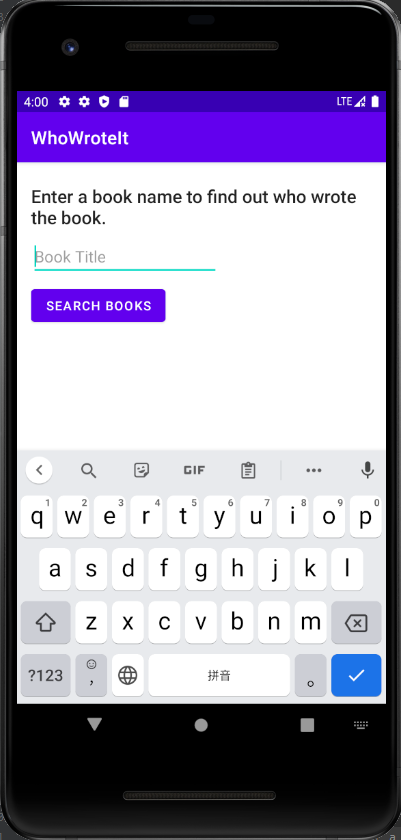 4:00 LTE
WhoWroteIt
Enter a book name to find out who wrote
the book.
Book Title
SEARCH BOOKS
GIF
1 2 3 4 5 6 7 8 9 0
q w e r t y u i o p
a s d f g h j k l
z x c v b n m
?123 , 拼音 。